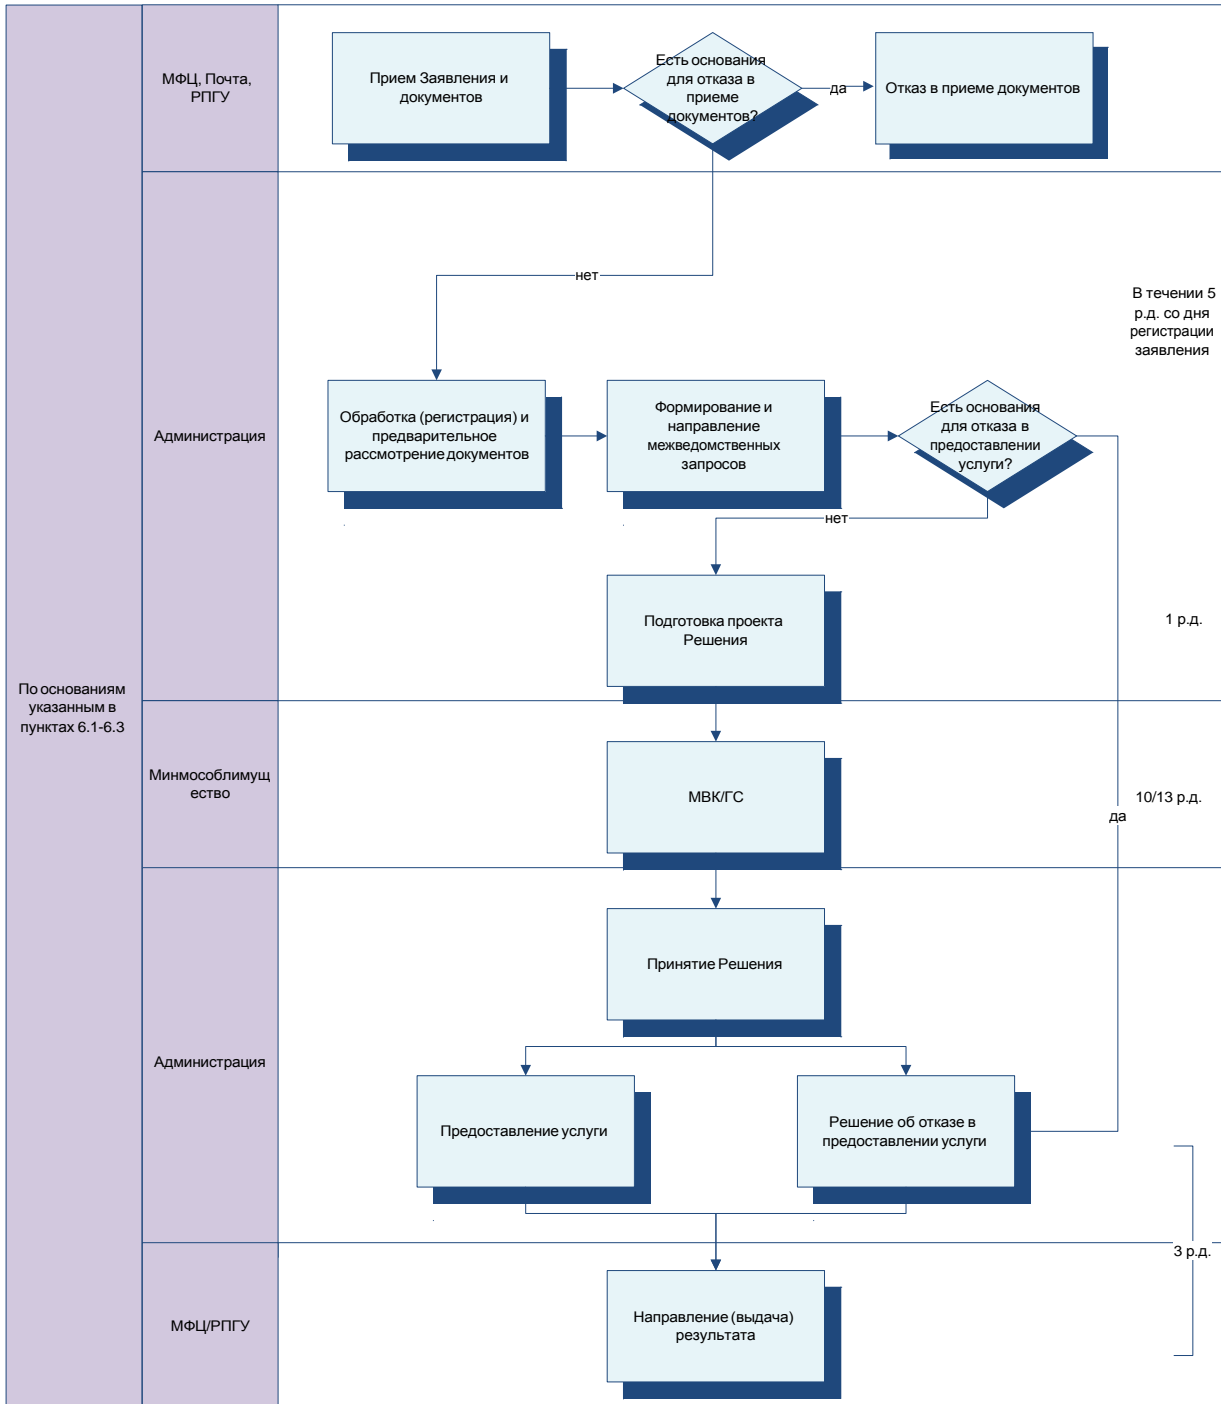 МФЦ, Почта,
РПГУ
Прием Заявления и
документов
Есть основания
для отказа в
приеме
документов?
да
Отказ в приеме документов
нет
В течении 5
р.д. со дня
регистрации
заявления
Администрация
Обработка (регистрация) и
предварительное
рассмотрение документов
Формирование и
направление
межведомственных
запросов
Есть основания
для отказа в
предоставлении
услуги?
нет
Подготовка проекта
Решения
1 р.д.
По основаниям
указанным в
пунктах 6.1-6.3
Минмособлимущ
ество
МВК/ГС
10/13 р.д.
да
Принятие Решения
Администрация
Предоставление услуги
Решение об отказе в
предоставлении услуги
3 р.д.
МФЦ/РПГУ
Направление (выдача)
результата